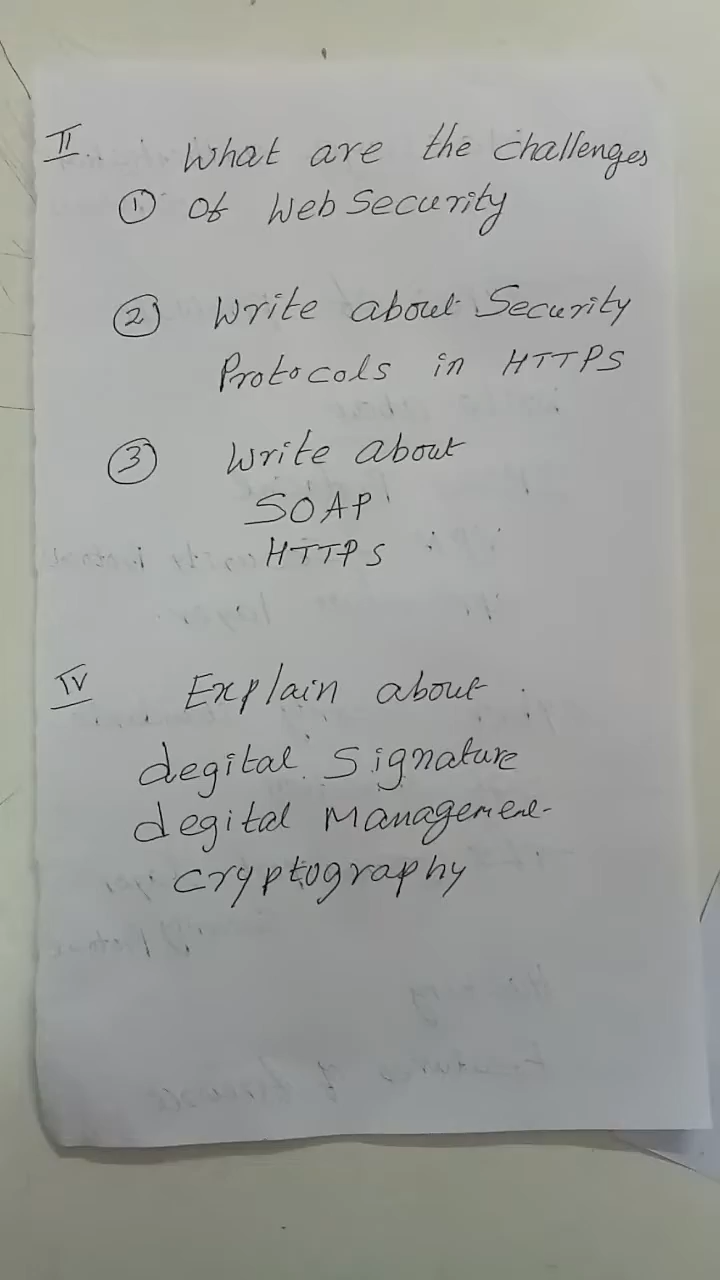 II. What are the challenges
① of Web Security
② Write about Security
Protocols in HTTPS
③ Write about
SOAP
HTTPS
IV Explain about
degital Signature
degital Management
cryptography